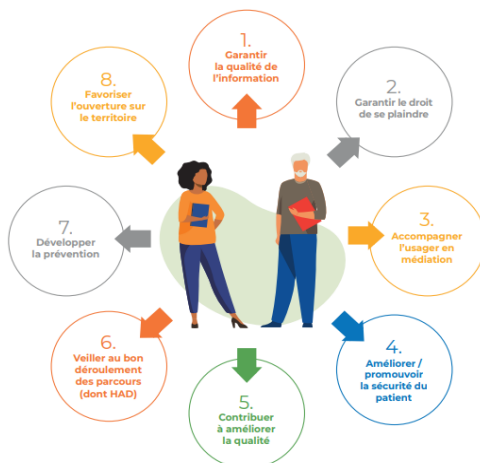 1.
Garantir
la qualité de
l'information
2.
Garantir le droit
de se plaindre
3.
Accompagner
l'usager en
médiation
4.
Améliorer /
promouvoir
la sécurité du
patient
5.
Contribuer
à améliorer
la qualité
6.
Veiller au bon
déroulement
des parcours
(dont HAD)
7.
Développer
la prévention
8.
Favoriser
l'ouverture sur
le territoire